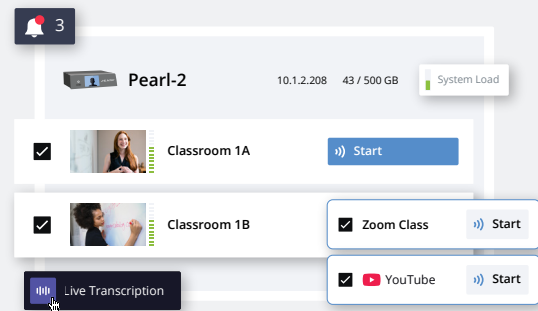 3
Pearl-2
10.1.2.208
43 / 500 GB
System Load
Classroom 1A
Start
Classroom 1B
Zoom Class
Start
YouTube
Start
Live Transcription